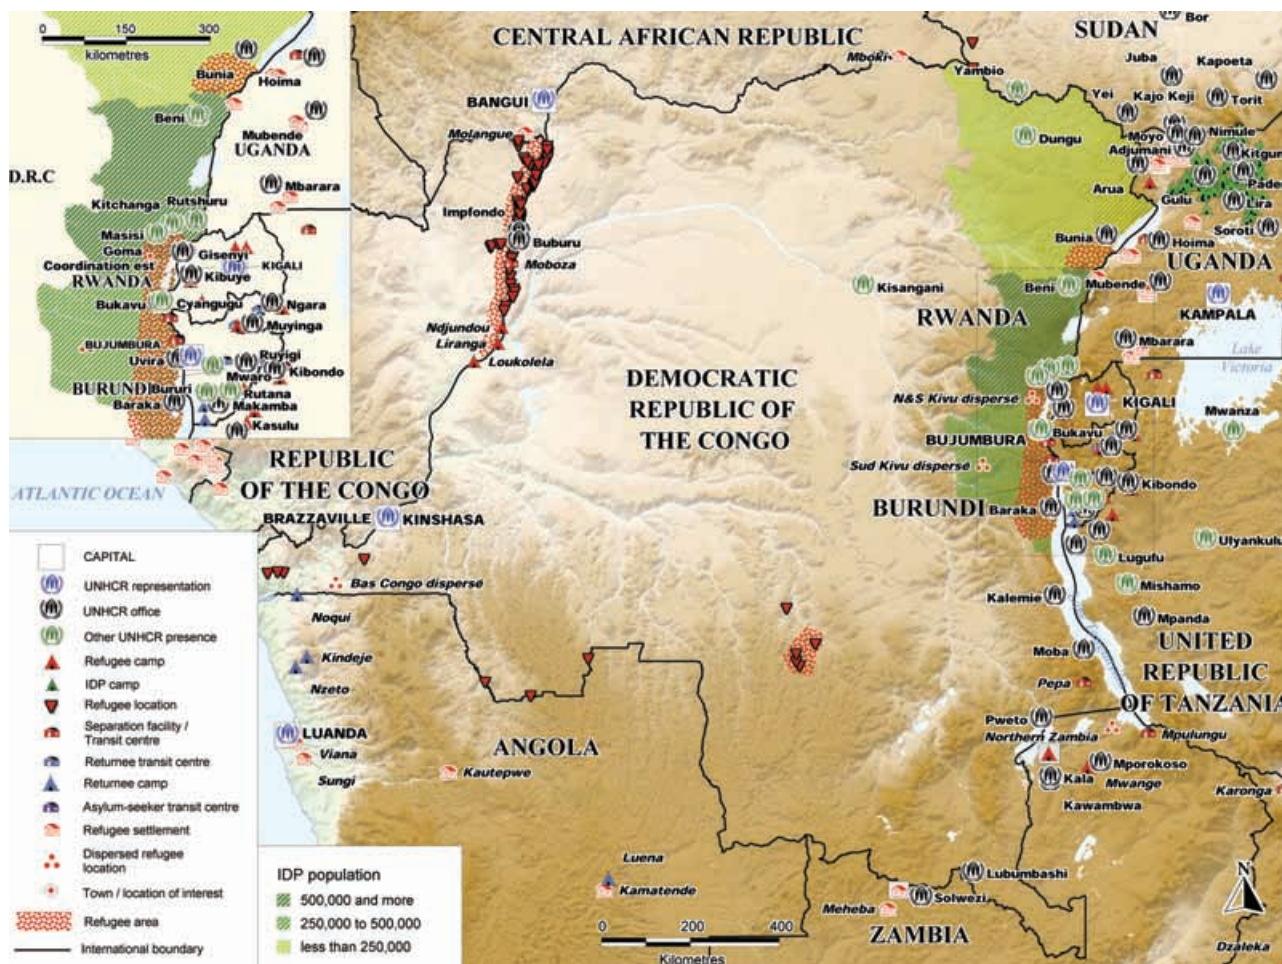 0 150 300
kilometres
Bunia
Hoima
Beni
Mubende
UGANDA
D.R.C
Mbarara
Kitchanga
Rutshuru
Masisi
Goma
Gisenyi
Coordination est
KIGALI
RWANDA
Kibuye
Bukavu
Cyangugu
Ngara
Muyinga
BUJUMBURA
Uvira
Ruyigi
Mwaro
Kibondo
BURUNDI
Bururi
Rutana
Baraka
Makamba
Kasulu
CENTRAL AFRICAN REPUBLIC
Mboki
SUDAN
Bor
Juba
Kapoeta
Yambio
Yei
Kajo Keji
Torit
BANGUI
Molangue
Dungu
Moyo
Nimule
Adjumani
Kitgum
Arua
Pader
Gulu
Lira
Impfondo
Soroti
Buburu
Bunia
Hoima
Moboza
UGANDA
Kisangani
Beni
Mubende
KAMPALA
RWANDA
Ndjundou
Liranga
Mbarara
Lake
Victoria
Loukolela
DEMOCRATIC
REPUBLIC OF
THE CONGO
N&S Kivu dispersé
KIGALI
Mwanza
BUJUMBURA
Bukavu
REPUBLIC
OF THE CONGO
Sud Kivu dispersé
Kibondo
ATLANTIC OCEAN
BURUNDI
Baraka
BRAZZAVILLE
KINSHASA
Ulyankulu
Lugufu
Bas Congo dispersé
Mishamo
Kalemie
Noqui
Mpanda
UNITED
REPUBLIC
OF TANZANIA
Moba
Kindeje
Nzeto
Pepa
Pweto
LUANDA
Northern Zambia
Mpulungu
ANGOLA
Viana
Sungi
Kautepwe
Mporokoso
Kala
Mwange
Karonga
Kawambwa
Luena
Kamatende
Lubumbashi
Solwezi
Meheba
ZAMBIA
N
Dzaleka
0 200 400
Kilometres
CAPITAL
UNHCR representation
UNHCR office
Other UNHCR presence
Refugee camp
IDP camp
Refugee location
Separation facility /
Transit centre
Returnee transit centre
Returnee camp
Asylum-seeker transit centre
Refugee settlement
Dispersed refugee
location
Town / location of interest
Refugee area
International boundary
IDP population
500,000 and more
250,000 to 500,000
less than 250,000